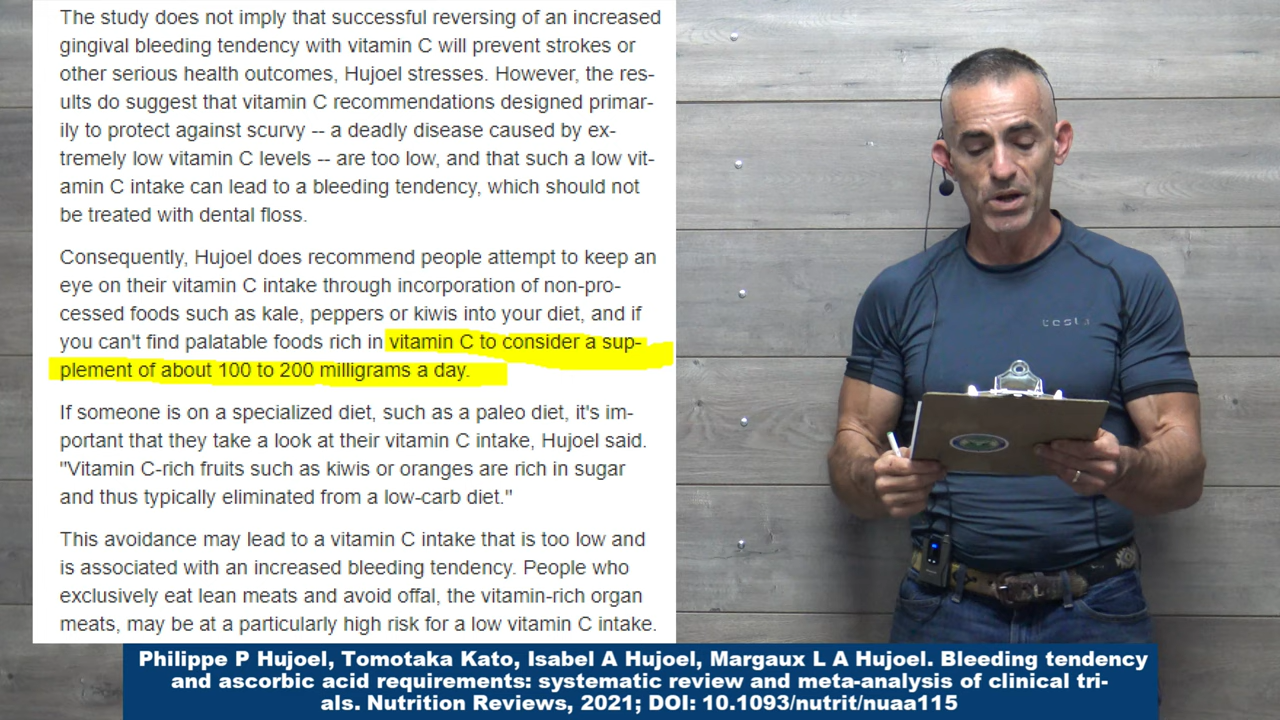 The study does not imply that successful reversing of an increased
gingival bleeding tendency with vitamin C will prevent strokes or
other serious health outcomes, Hujoel stresses. However, the res-
ults do suggest that vitamin C recommendations designed primar-
ily to protect against scurvy -- a deadly disease caused by ex-
tremely low vitamin C levels -- are too low, and that such a low vit-
amin C intake can lead to a bleeding tendency, which should not
be treated with dental floss.
Consequently, Hujoel does recommend people attempt to keep an
eye on their vitamin C intake through incorporation of non-pro-
cessed foods such as kale, peppers or kiwis into your diet, and if
you can't find palatable foods rich in vitamin C to consider a sup-
plement of about 100 to 200 milligrams a day.
If someone is on a specialized diet, such as a paleo diet, it's im-
portant that they take a look at their vitamin C intake, Hujoel said.
"Vitamin C-rich fruits such as kiwis or oranges are rich in sugar
and thus typically eliminated from a low-carb diet."
This avoidance may lead to a vitamin C intake that is too low and
is associated with an increased bleeding tendency. People who
exclusively eat lean meats and avoid offal, the vitamin-rich organ
meats, may be at a particularly high risk for a low vitamin C intake.
tesla
Philippe P Hujoel, Tomotaka Kato, Isabel A Hujoel, Margaux L A Hujoel. Bleeding tendency
and ascorbic acid requirements: systematic review and meta-analysis of clinical tri-
als. Nutrition Reviews, 2021; DOI: 10.1093/nutrit/nuaa115